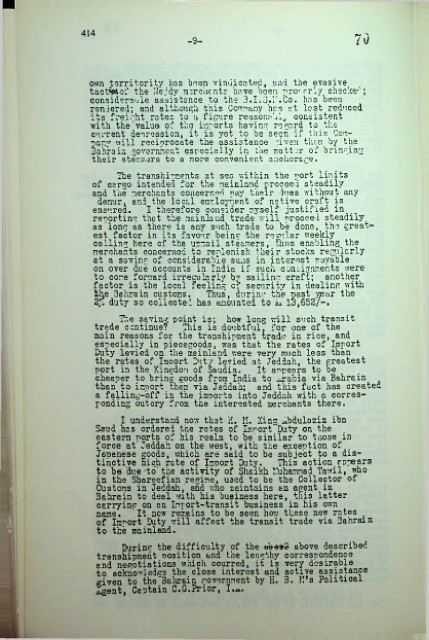 414
-9-
70
own territory has been vindicated, and the evasive
tactics of the Nejdy merchants have been properly checked;
considerable assistance to the B.I.S.N.Co. has been
rendered; and although this Company has at last reduced
its freight rates to a figure reasonably consistent
with the value of the imports having regard to the
current depression, it is yet to be seen if this Com-
pany will reciprocate the assistance given them by the
Bahrain government especially in the matter of bringing
their steamers to a more convenient anchorage.
The transhipments at sea within the port limits
of cargo intended for the mainland proceed steadily
and the merchants concerned pay their dues without any
demur, and the local employment of native craft is
ensured. I therefore consider myself justified in
reporting that the mainland trade will proceed steadily
as long as there is any such trade to be done, the great-
est factor in its favour being the regular weekly
calling here of the upmail steamers, thus enabling the
merchants concerned to replenish their stocks regularly
at a saving of considerable sums in interest payable
on over due accounts in India if such consignments were
to come forward irregularly by sailing craft; another
factor is the local feeling of security in dealing with
the Bahrain customs. Thus, during the past year the
2% duty so collected has amounted to Rs 13,652/-.
The saving point is; how long will such transit
trade continue? This is doubtful, for one of the
main reasons for the transhipment trade in rice, and
especially in piecegoods, was that the rates of Import
Duty levied on the mainland were very much less than
the rates of Import Duty levied at Jeddah, the greatest
port in the Kingdom of Saudia. It appears to be
cheaper to bring goods from India to Arabia via Bahrain
than to import them via Jeddah; and this fact has created
a falling-off in the imports into Jeddah with a corres-
ponding outcry from the interested merchants there.
I understand now that H. M. King Abdulaziz ibn
Saud has ordered the rates of Import Duty on the
eastern ports of his realm to be similar to those in
force at Jeddah on the west, with the exception of
Japanese goods, which are said to be subject to a dis-
tinctive high rate of Import Duty. This action appears
to be due to the activity of Shaikh Muhammad Tawil, who
in the Shareefian regime, used to be the Collector of
Customs in Jeddah, and who maintains an agent in
Bahrain to deal with his business here, this latter
carrying on an Import-transit business in his own
name. It now remains to be seen how these new rates
of Import Duty will affect the transit trade via Bahrain
to the mainland.
During the difficulty of the above above described
transhipment position and the lengthy correspondence
and negotiations which ocurred, it is very desirable
to acknowledge the close interest and active assistance
given to the Bahrain government by H. B. M's Political
Agent, Captain C.G.Prior, I.A.